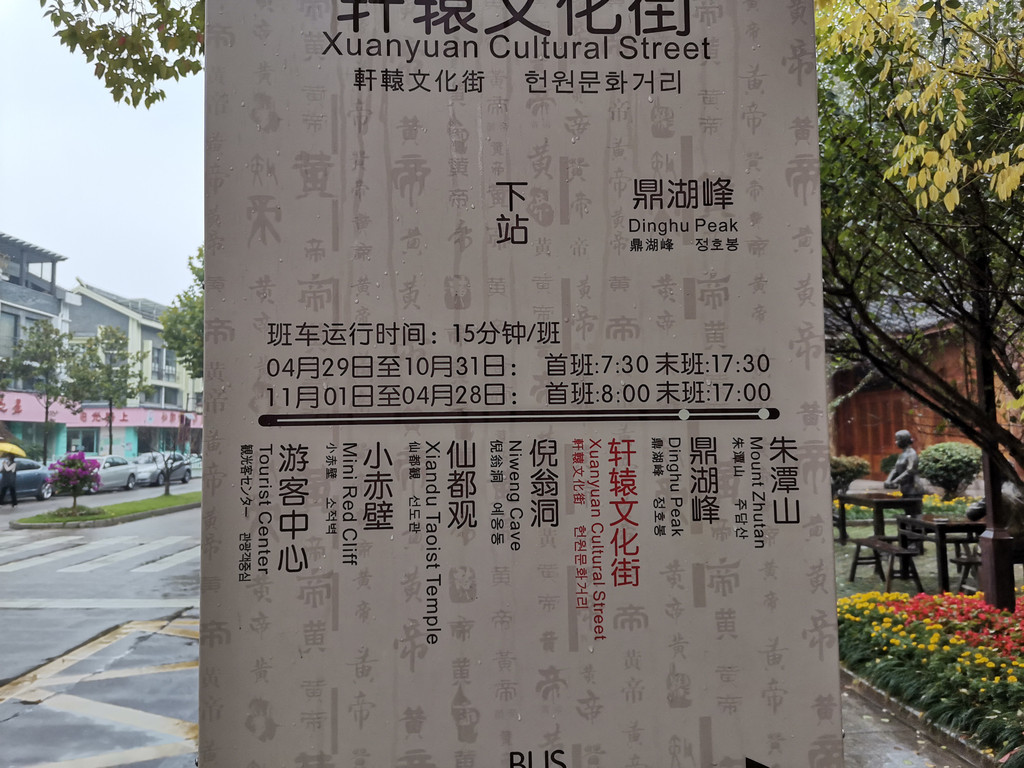 轩辕文化街
Xuanyuan Cultural Street
軒轅文化街 헌원문화거리
下站
鼎湖峰
Dinghu Peak
鼎湖峰 정호봉
班车运行时间：15分钟/班
04月29日至10月31日： 首班:7:30 末班:17:30
11月01日至04月28日： 首班:8:00 末班:17:00
游客中心
Tourist Center
観光客センター 관광객중심
小赤壁
Mini Red Cliff
小赤壁 소적벽
仙都观
Xiandu Taoist Temple
仙都観 선도관
倪翁洞
Niweng Cave
倪翁洞 예옹동
轩辕文化街
Xuanyuan Cultural Street
軒轅文化街 헌원문화거리
鼎湖峰
Dinghu Peak
鼎湖峰 정호봉
朱潭山
Mount Zhutan
朱潭山 주담산
BUS